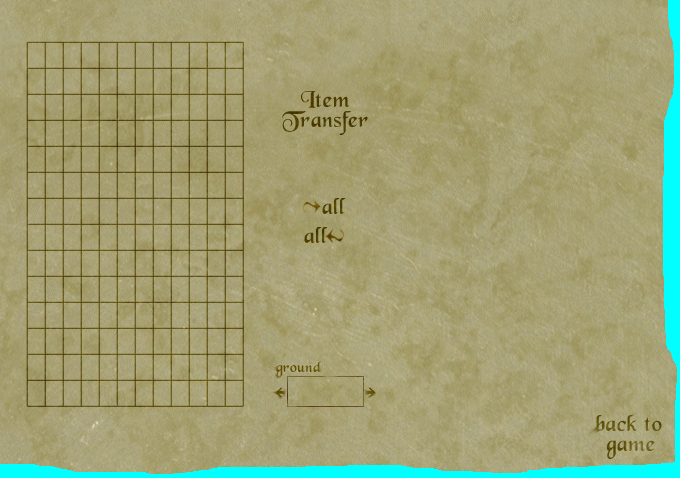 Item
Transfer
all
all
ground
back to
game